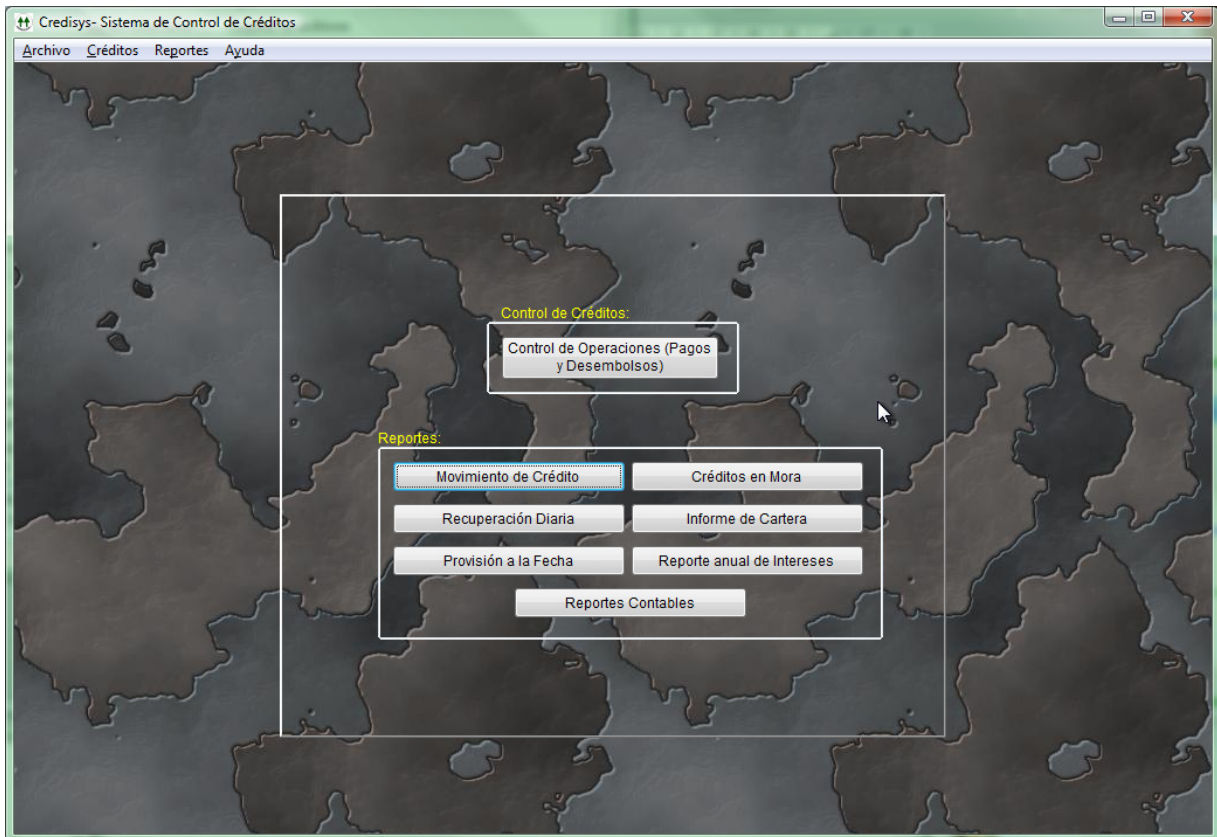 Credisys- Sistema de Control de Créditos
Archivo Créditos Reportes Ayuda
Control de Créditos:
Control de Operaciones (Pagos
y Desembolsos)
Reportes:
Movimiento de Crédito Créditos en Mora
Recuperación Diaria Informe de Cartera
Provisión a la Fecha Reporte anual de Intereses
Reportes Contables